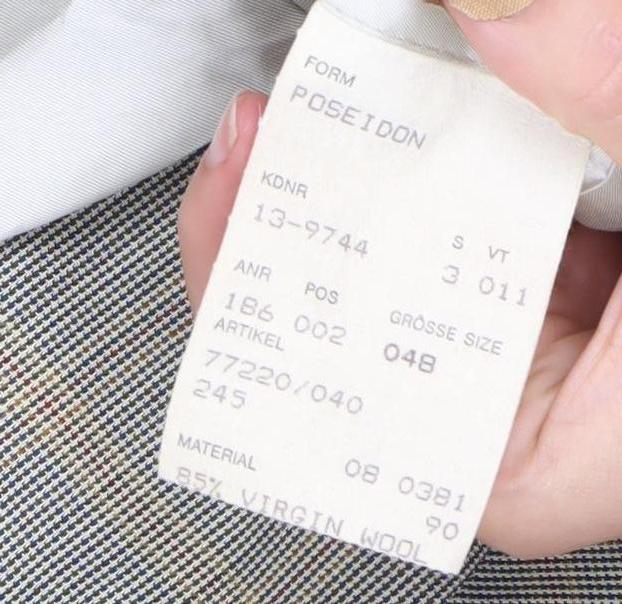 FORM
POSEIDON
KDNR
13-9744
S VT
3 011
ANR POS
186 002
GRÖSSE SIZE
048
ARTIKEL
77220/040
245
MATERIAL
08 0381
90
85% VIRGIN WOOL